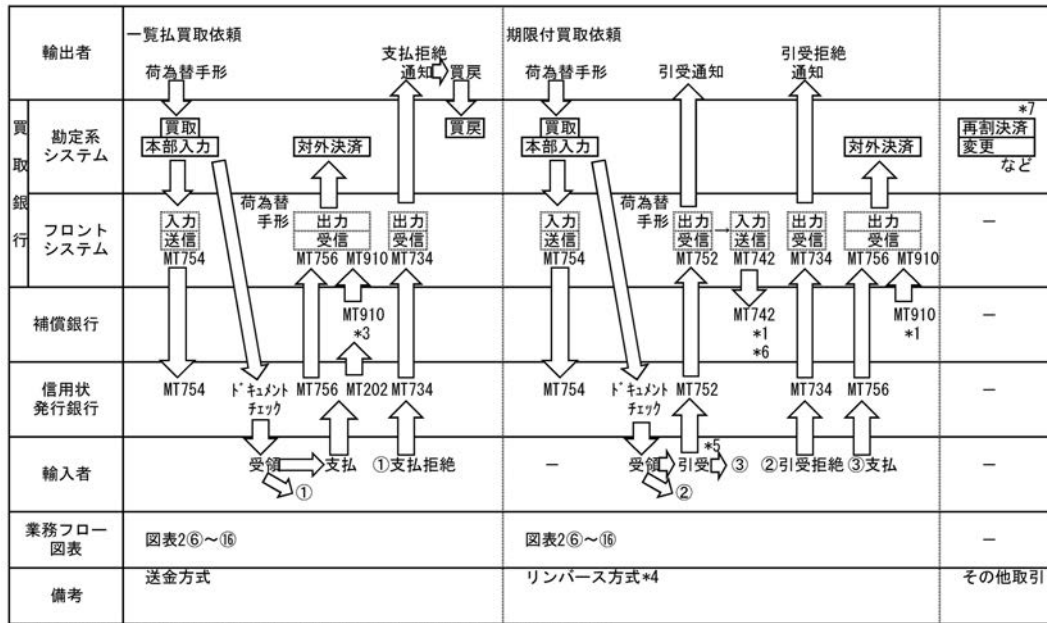 輸出者
一覧払買取依頼
荷為替手形
支払拒絶
通知
買戻
期限付買取依頼
荷為替手形
引受通知
引受拒絶
通知
買取銀行
勘定系
システム
買取
本部入力
対外決済
買戻
買取
本部入力
対外決済
*7
再割決済
変更
など
フロント
システム
入力
送信
MT754
荷為替
手形
出力
受信
MT756 MT910
出力
受信
MT734
入力
送信
MT754
荷為替
手形
出力
受信
MT752
→
入力
送信
MT742
出力
受信
MT734
出力
受信
MT756 MT910
－
補償銀行
MT910
*3
MT742
*1
*6
MT910
*1
－
信用状
発行銀行
MT754
ドキュメント
チェック
MT756 MT202 MT734
MT754
ドキュメント
チェック
MT752
MT734 MT756
－
輸入者
受領 支払 ①支払拒絶
①
－
*5
受領 引受 ③ ②引受拒絶 ③支払
②
業務フロー
図表
図表2⑥～⑯
図表2⑥～⑯
－
備考
送金方式
リンバース方式*4
その他取引